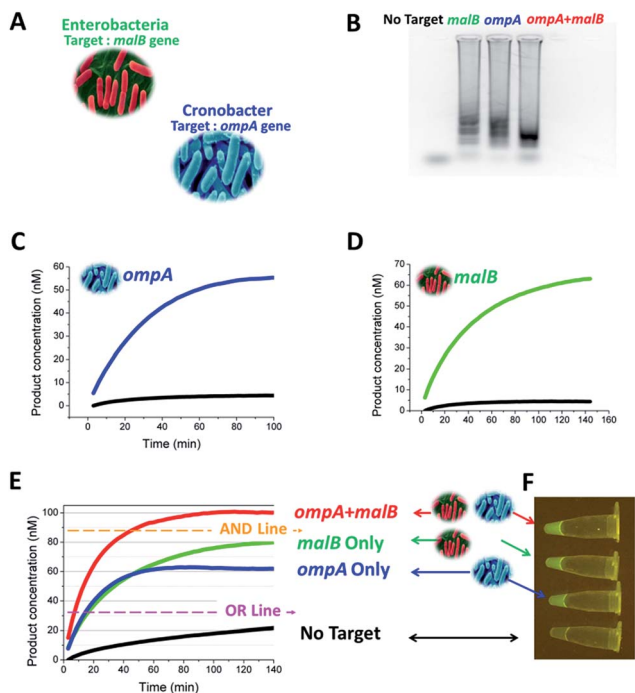 A
Enterobacteria
Target : malB gene
Cronobacter
Target : ompA gene
B
No Target malB ompA ompA+malB
C
ompA
Product concentration (nM)
60
50
40
30
20
10
0
0 20 40 60 80 100
Time (min)
D
malB
Product concentration (nM)
70
60
50
40
30
20
10
0
0 20 40 60 80 100 120 140 160
Time (min)
E
Product concentration (nM)
100
80
60
40
20
0
AND Line
OR Line
20 40 60 80 100 120 140
Time (min)
ompA+malB
malB Only
ompA Only
No Target
F